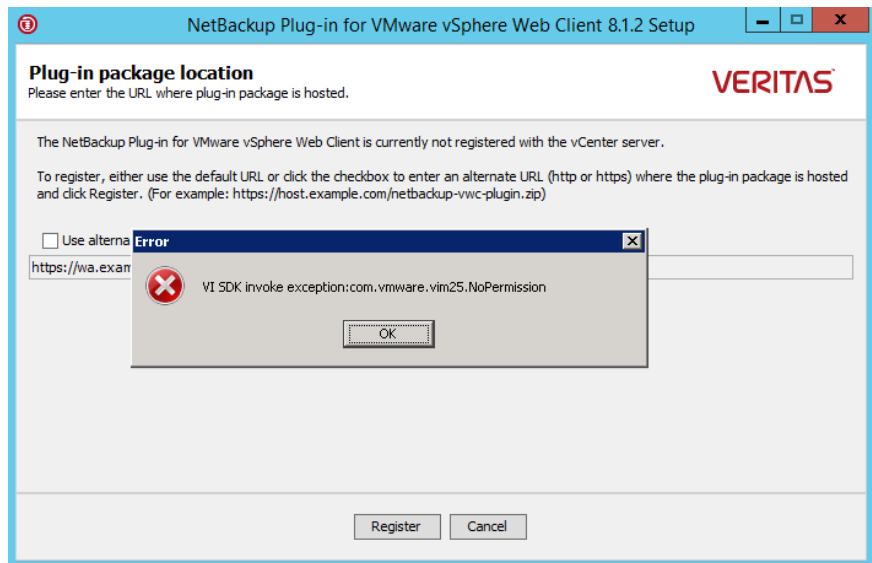 NetBackup Plug-in for VMware vSphere Web Client 8.1.2 Setup
Plug-in package location
Please enter the URL where plug-in package is hosted.
VERITAS
The NetBackup Plug-in for VMware vSphere Web Client is currently not registered with the vCenter server.
To register, either use the default URL or click the checkbox to enter an alternate URL (http or https) where the plug-in package is hosted
and click Register. (For example: https://host.example.com/netbackup-vwc-plugin.zip)
Use alterna
Error
https://wa.exam
VI SDK invoke exception:com.vmware.vim25.NoPermission
OK
Register Cancel